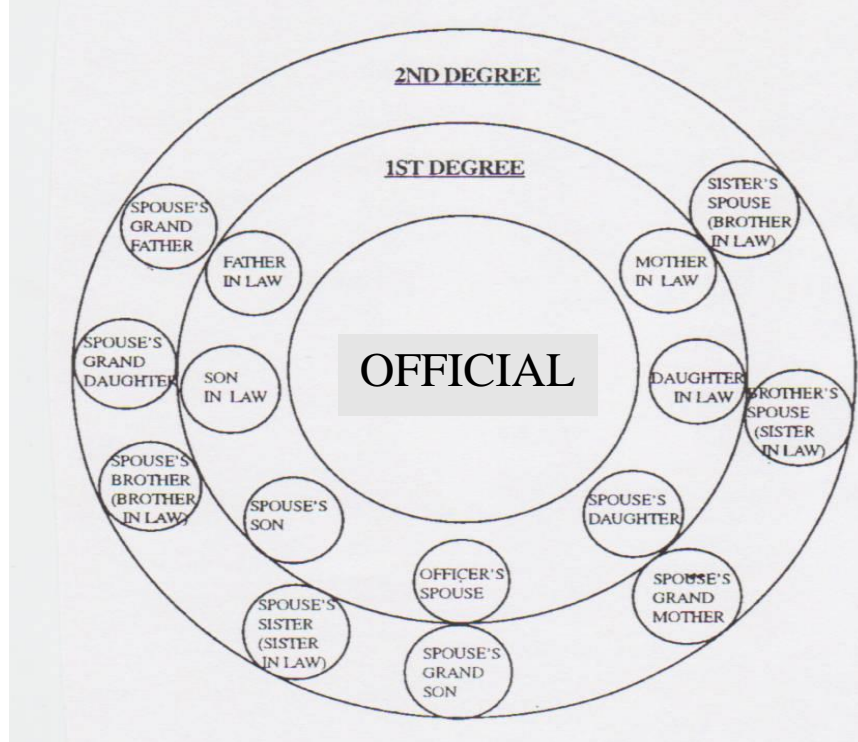 2ND DEGREE
1ST DEGREE
SISTER'S
SPOUSE
(BROTHER
IN LAW)
SPOUSE'S
GRAND
FATHER
FATHER
IN LAW
MOTHER
IN LAW
SPOUSE'S
GRAND
DAUGHTER
SON
IN LAW
OFFICIAL
DAUGHTER
IN LAW
BROTHER'S
SPOUSE
(SISTER
IN LAW)
SPOUSE'S
BROTHER
(BROTHER
IN LAW)
SPOUSE'S
SON
SPOUSE'S
DAUGHTER
OFFICER'S
SPOUSE
SPOUSE'S
GRAND
MOTHER
SPOUSE'S
SISTER
(SISTER
IN LAW)
SPOUSE'S
GRAND
SON